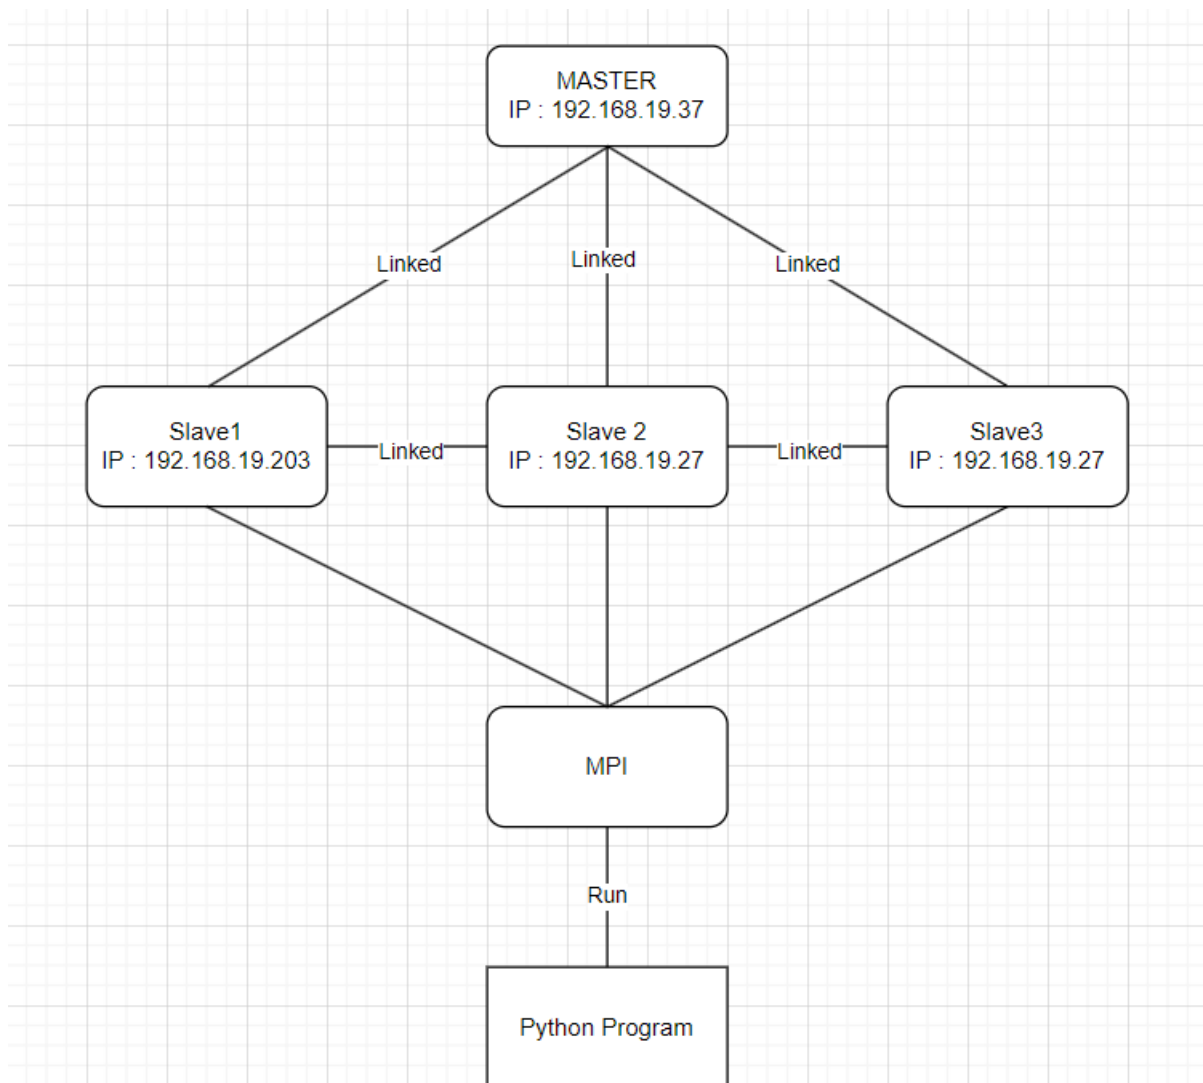 MASTER
IP : 192.168.19.37
Linked
Linked
Linked
Slave1
IP : 192.168.19.203
Linked
Slave 2
IP : 192.168.19.27
Linked
Slave3
IP : 192.168.19.27
MPI
Run
Python Program